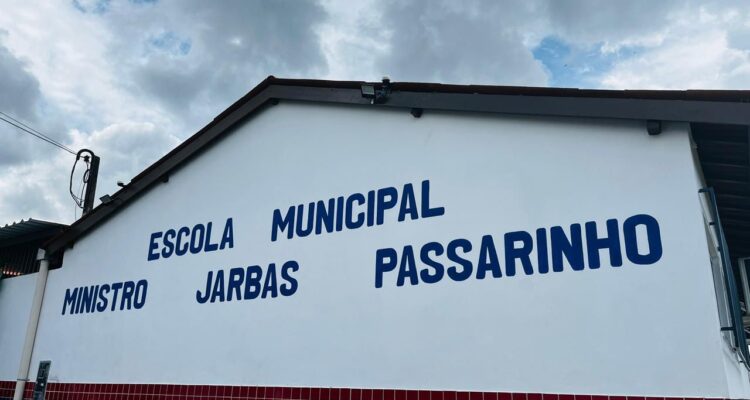 ESCOLA MUNICIPAL
MINISTRO JARBAS PASSARINHO